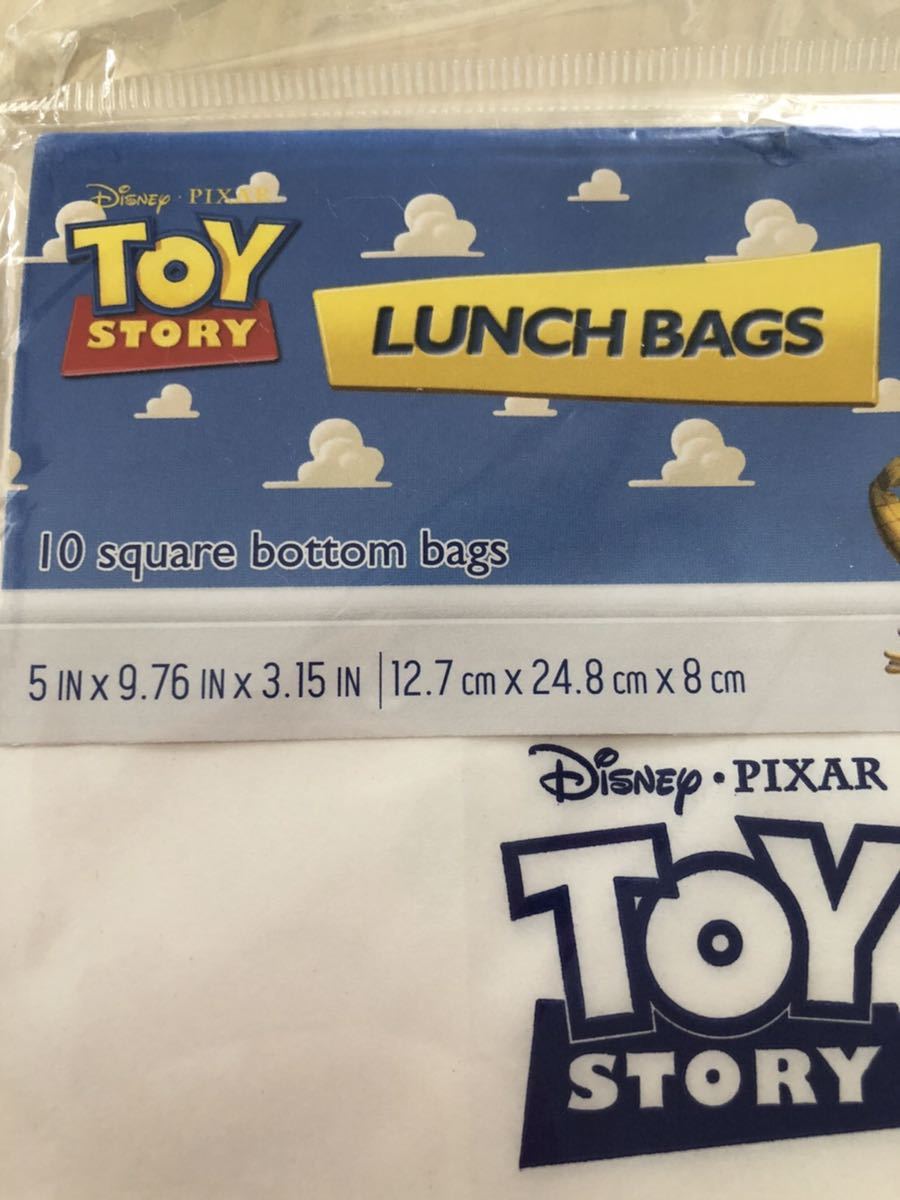 Disney · PIXAR
TOY
STORY
LUNCH BAGS
10 square bottom bags
5 IN x 9.76 IN x 3.15 IN | 12.7 cm x 24.8 cm x 8 cm
Disney · PIXAR
TOY
STORY